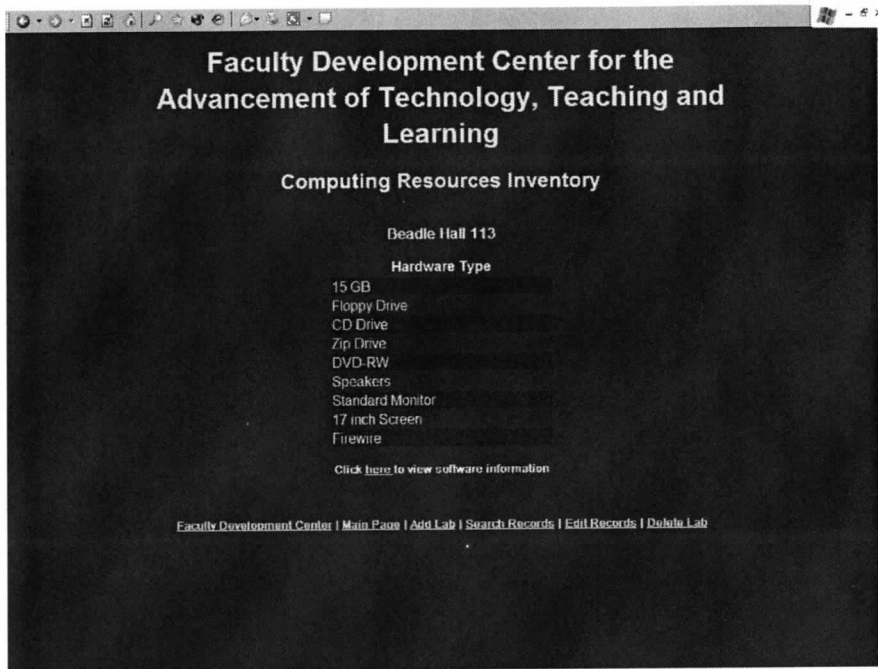 Faculty Development Center for the
Advancement of Technology, Teaching and
Learning
Computing Resources Inventory
Beadle Hall 113
Hardware Type
15 GB
Floppy Drive
CD Drive
Zip Drive
DVD-RW
Speakers
Standard Monitor
17 inch Screen
Firewire
Click here to view software information
Faculty Development Center | Main Page | Add Lab | Search Records | Edit Records | Delete Lab